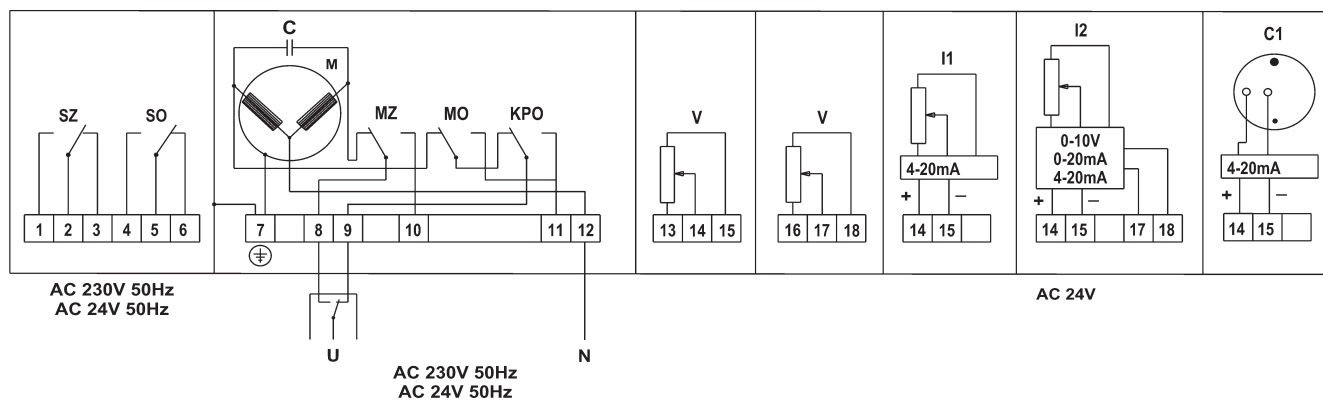 SZ SO
1 2 3 4 5 6
AC 230V 50Hz
AC 24V 50Hz
C
M
MZ MO KPO
7 8 9 10 11 12
U N
AC 230V 50Hz
AC 24V 50Hz
V
13 14 15
V
16 17 18
I1
4-20mA
+ –
14 15
I2
0-10V
0-20mA
4-20mA
+ –
14 15 17 18
AC 24V
C1
4-20mA
+ –
14 15